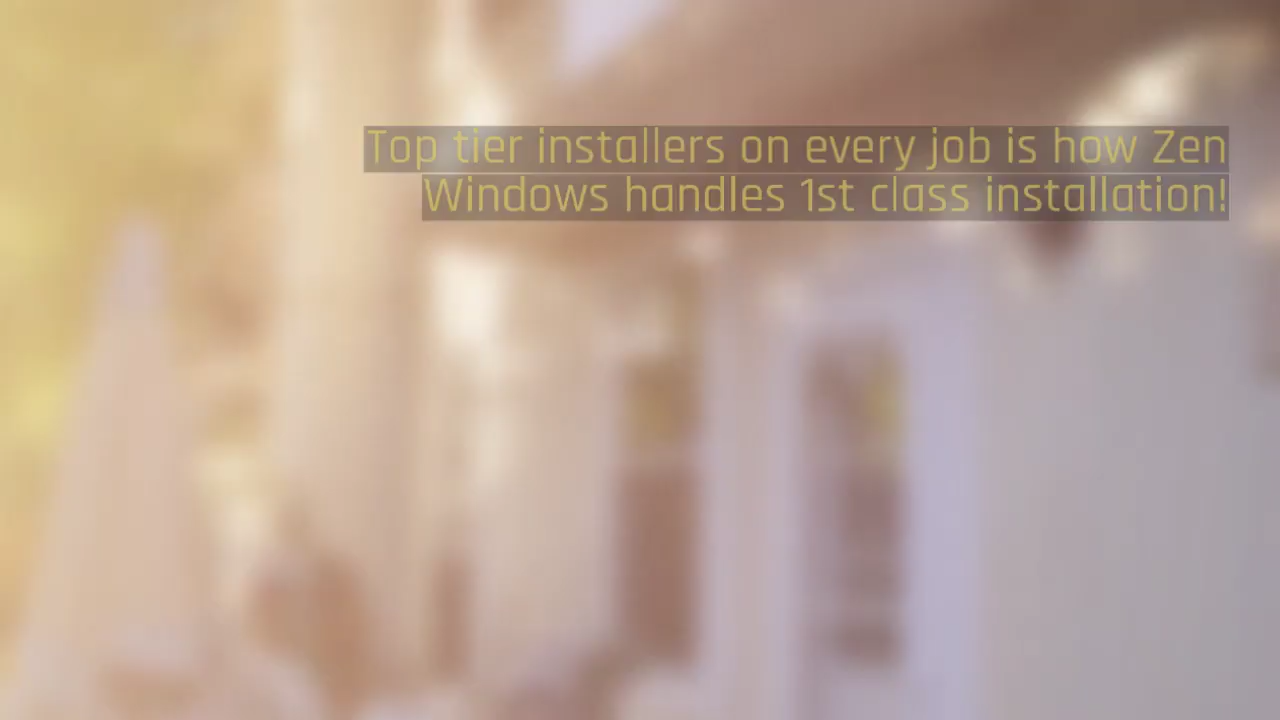 Top tier installers on every job is how Zen
Windows handles 1st class installation!